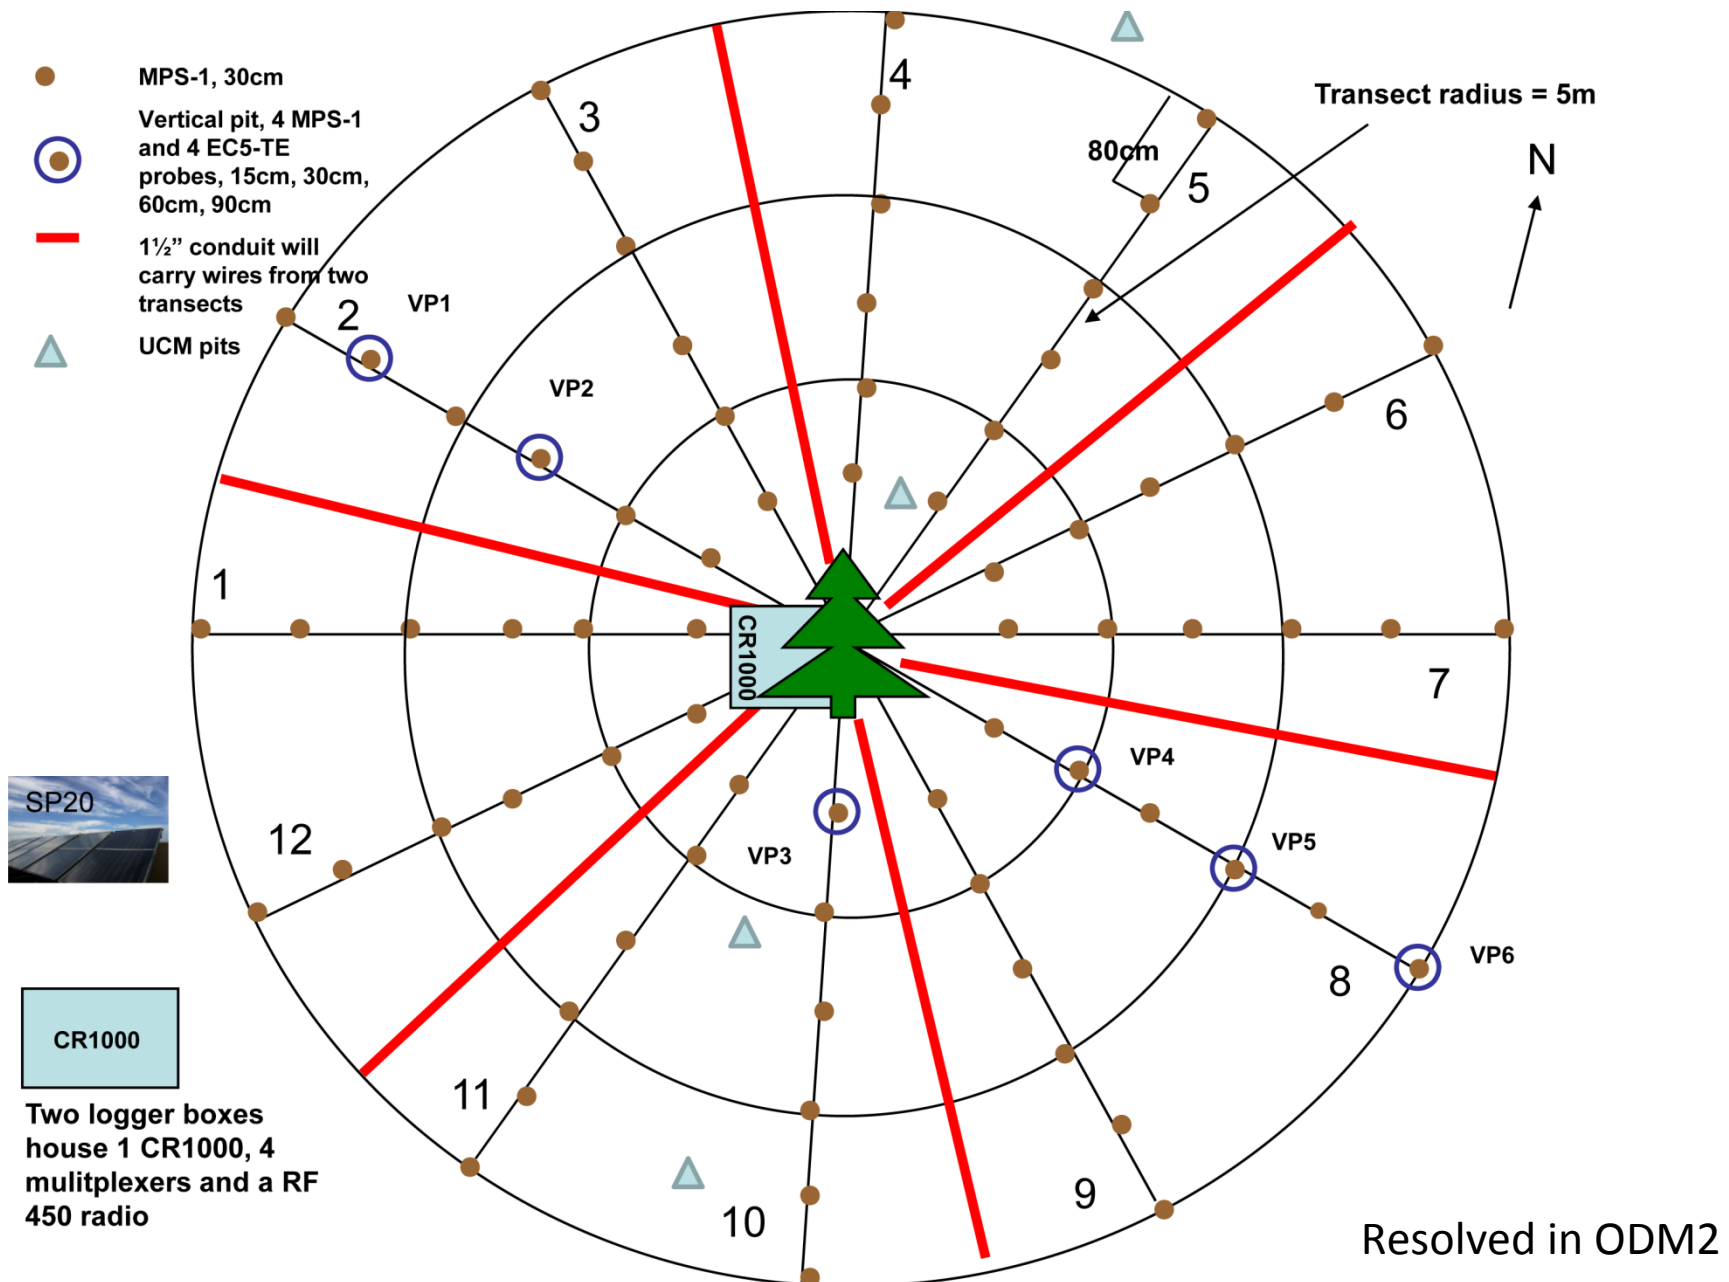 MPS-1, 30cm
Vertical pit, 4 MPS-1
and 4 EC5-TE
probes, 15cm, 30cm,
60cm, 90cm
1½” conduit will
carry wires from two
transects
UCM pits
3
4
80cm
5
Transect radius = 5m
N
2
VP1
VP2
6
1
CR1000
7
VP4
SP20
12
VP3
VP5
VP6
8
CR1000
11
9
10
Two logger boxes
house 1 CR1000, 4
mulitplexers and a RF
450 radio
Resolved in ODM2